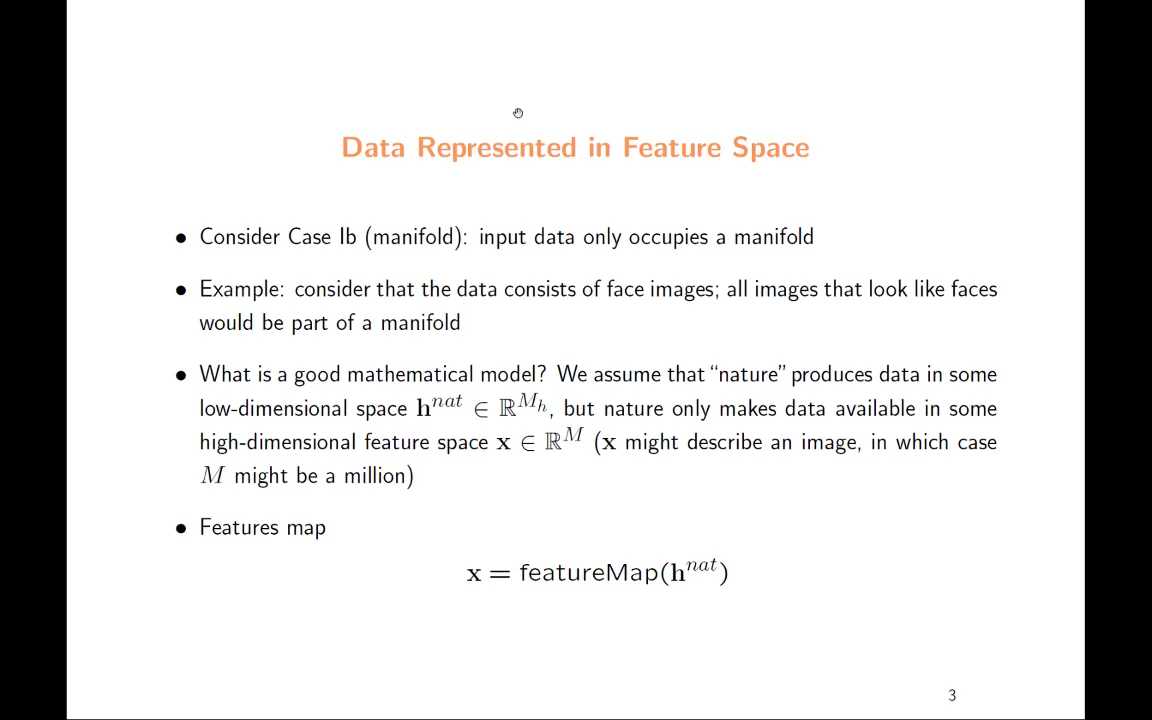 Data Represented in Feature Space
• Consider Case Ib (manifold): input data only occupies a manifold
• Example: consider that the data consists of face images; all images that look like faces
would be part of a manifold
• What is a good mathematical model? We assume that “nature” produces data in some
low-dimensional space h^{nat} ∈ ℝ^{M_h}, but nature only makes data available in some
high-dimensional feature space x ∈ ℝ^M (x might describe an image, in which case
M might be a million)
• Features map
x = featureMap(h^{nat})
3